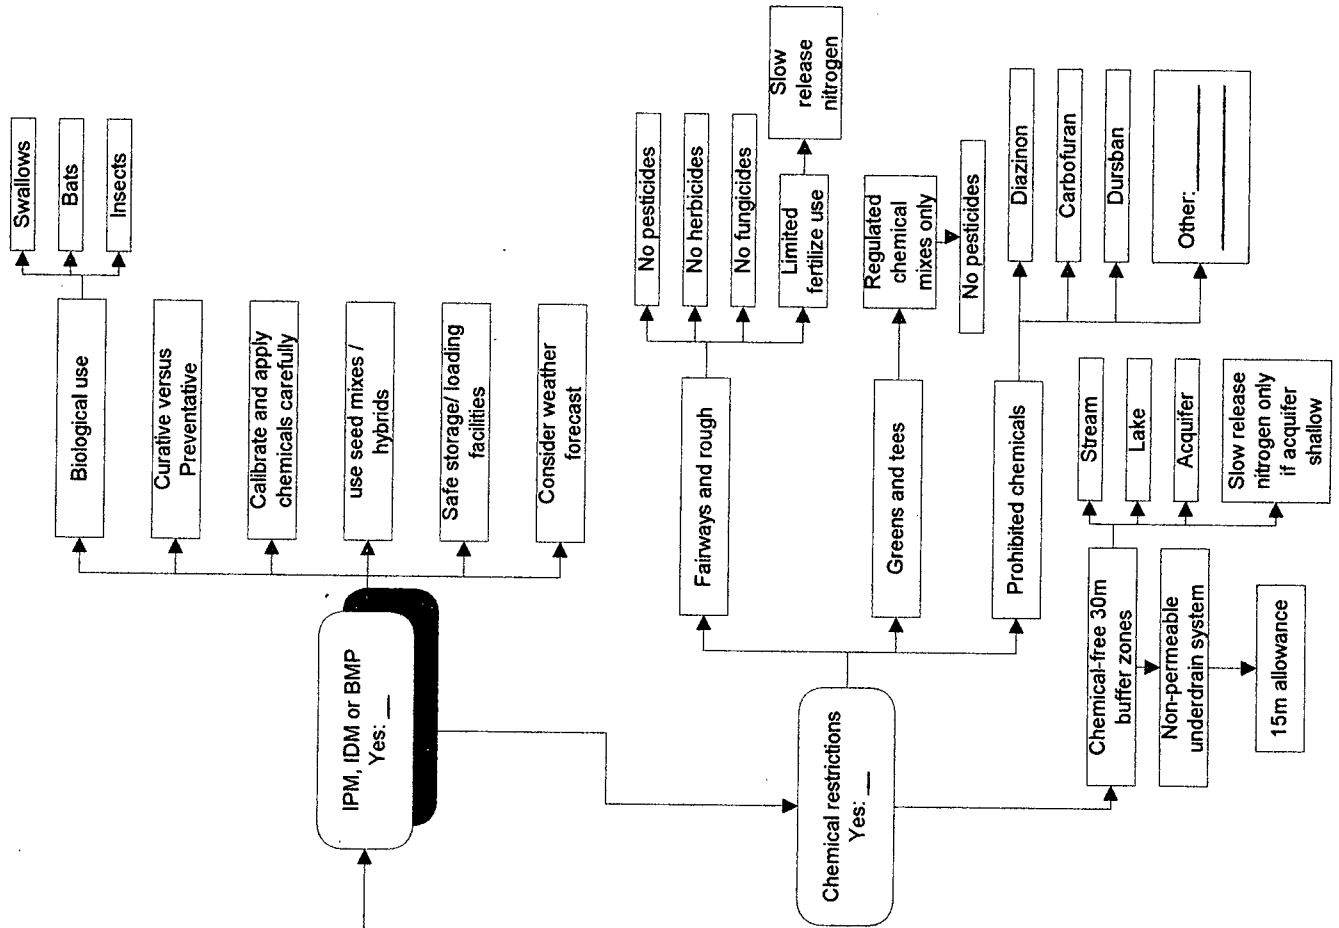 Swallows
Bats
Insects
Biological use
Curative versus
Preventative
Calibrate and apply
chemicals carefully
use seed mixes /
hybrids
Safe storage/ loading
facilities
Consider weather
forecast
IPM, IDM or BMP
Yes: __
No pesticides
No herbicides
No fungicides
Limited
fertilize use
Slow
release
nitrogen
Fairways and rough
Regulated
chemical
mixes only
No pesticides
Greens and tees
Diazinon
Carbofuran
Dursban
Other:
Prohibited chemicals
Chemical restrictions
Yes: __
Stream
Lake
Acquifer
Slow release
nitrogen only
if acquifer
shallow
Chemical-free 30m
buffer zones
Non-permeable
underdrain system
15m allowance